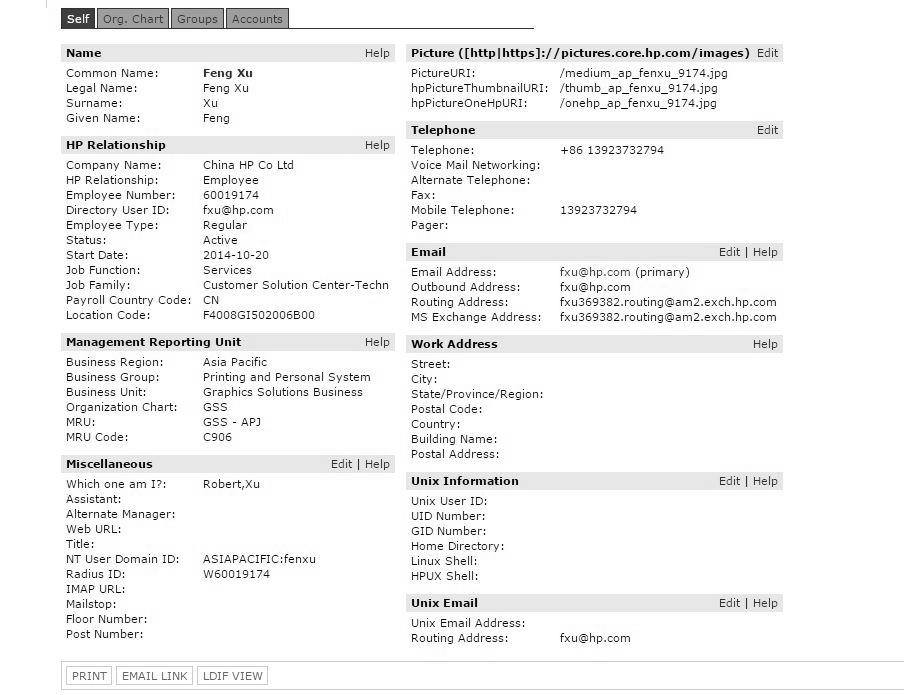 Self Org. Chart Groups Accounts
Name Help
Common Name: Feng Xu
Legal Name: Feng Xu
Surname: Xu
Given Name: Feng
HP Relationship Help
Company Name: China HP Co Ltd
HP Relationship: Employee
Employee Number: 60019174
Directory User ID: fxu@hp.com
Employee Type: Regular
Status: Active
Start Date: 2014-10-20
Job Function: Services
Job Family: Customer Solution Center-Techn
Payroll Country Code: CN
Location Code: F4008GI502006B00
Management Reporting Unit Help
Business Region: Asia Pacific
Business Group: Printing and Personal System
Business Unit: Graphics Solutions Business
Organization Chart: GSS
MRU: GSS - APJ
MRU Code: C906
Miscellaneous Edit | Help
Which one am I?: Robert,Xu
Assistant:
Alternate Manager:
Web URL:
Title:
NT User Domain ID: ASIAPACIFIC:fenxu
Radius ID: W60019174
IMAP URL:
Mailstop:
Floor Number:
Post Number:
Picture ([http|https]://pictures.core.hp.com/images) Edit
PictureURI: /medium_ap_fenxu_9174.jpg
hpPictureThumbnailURI: /thumb_ap_fenxu_9174.jpg
hpPictureOneHpURI: /onehp_ap_fenxu_9174.jpg
Telephone Edit
Telephone: +86 13923732794
Voice Mail Networking:
Alternate Telephone:
Fax:
Mobile Telephone: 13923732794
Pager:
Email Edit | Help
Email Address: fxu@hp.com (primary)
Outbound Address: fxu@hp.com
Routing Address: fxu369382.routing@am2.exch.hp.com
MS Exchange Address: fxu369382.routing@am2.exch.hp.com
Work Address Help
Street:
City:
State/Province/Region:
Postal Code:
Country:
Building Name:
Postal Address:
Unix Information Edit | Help
Unix User ID:
UID Number:
GID Number:
Home Directory:
Linux Shell:
HPUX Shell:
Unix Email Edit | Help
Unix Email Address:
Routing Address: fxu@hp.com
PRINT EMAIL LINK LDIF VIEW